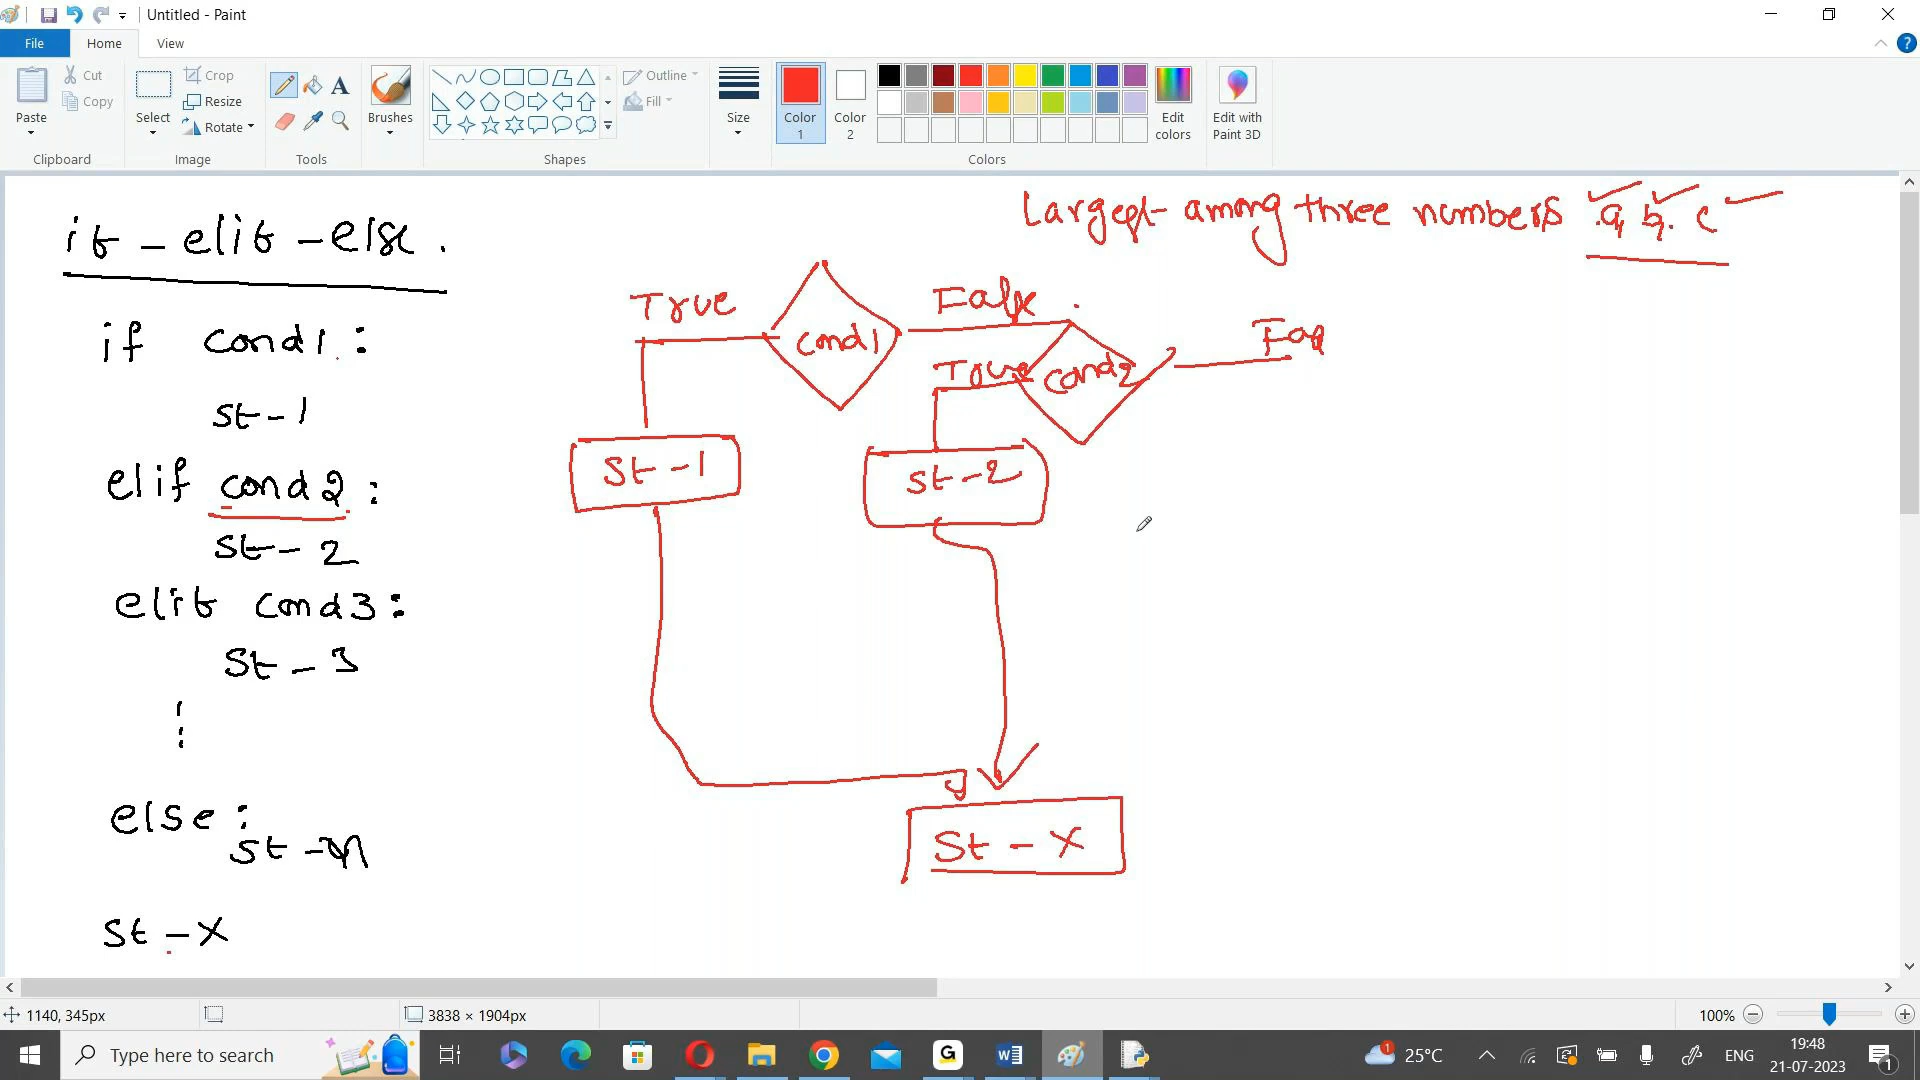 Untitled - Paint
File Home View
Cut
Copy
Paste
Clipboard
Select
Crop
Resize
Rotate
Image
Tools
Brushes
Shapes
Outline
Fill
Size
Color 1
Color 2
Colors
Edit colors
Edit with Paint 3D
Largest among three numbers a, b, c
if - elif - else.
if cond1 :
st - 1
elif cond2 :
st - 2
elif cond3 :
st - 3
else :
st - n
st - x
True
cond1
False
True
cond2
st - 1
st - 2
st - x
1140, 345px
3838 × 1904px
100%
Type here to search
25°C
ENG
19:48
21-07-2023
1